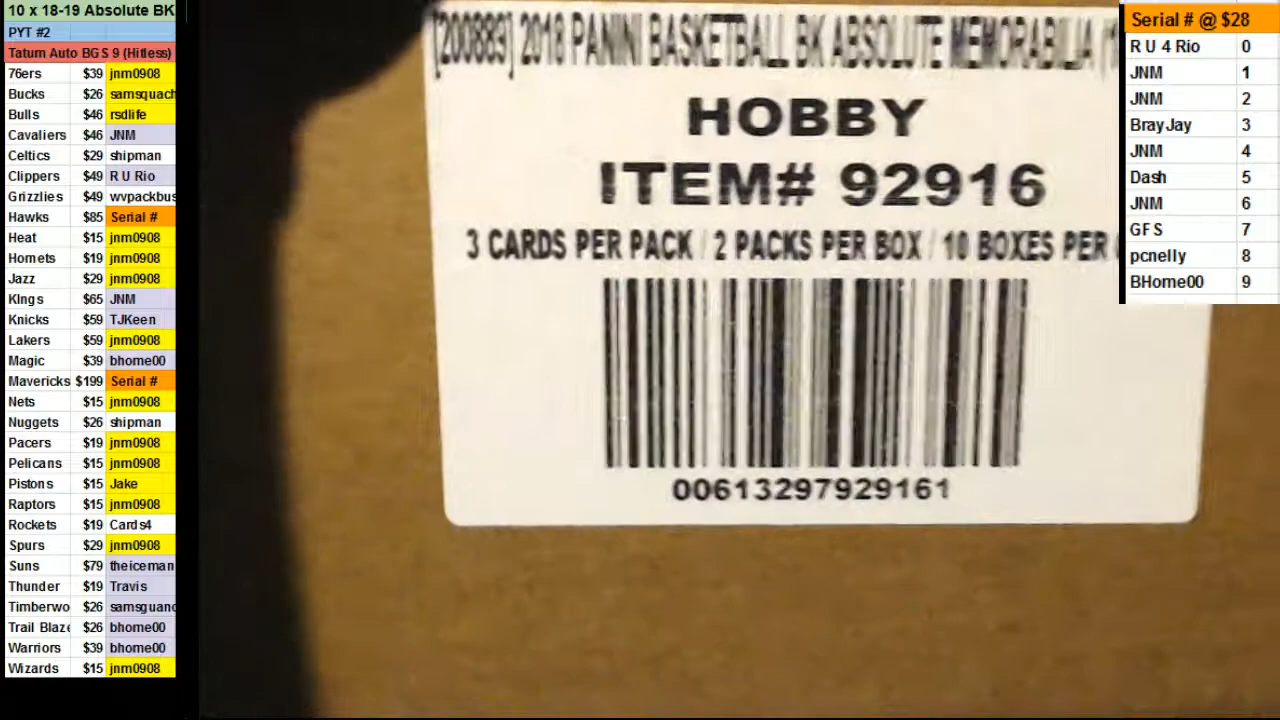 10 x 18-19 Absolute BK
PYT #2
Tatum Auto BGS 9 (Hitless)
76ers $39 jnm0908
Bucks $26 samsquach
Bulls $46 rsdlife
Cavaliers $46 JNM
Celtics $29 shipman
Clippers $49 R U Rio
Grizzlies $49 wvpackbus
Hawks $85 Serial #
Heat $15 jnm0908
Hornets $19 jnm0908
Jazz $29 jnm0908
KIngs $65 JNM
Knicks $59 TJKeen
Lakers $59 jnm0908
Magic $39 bhome00
Mavericks $199 Serial #
Nets $15 jnm0908
Nuggets $26 shipman
Pacers $19 jnm0908
Pelicans $15 jnm0908
Pistons $15 Jake
Raptors $15 jnm0908
Rockets $19 Cards4
Spurs $29 jnm0908
Suns $79 theiceman
Thunder $19 Travis
Timberwo $26 samsguanc
Trail Blaze $26 bhome00
Warriors $39 bhome00
Wizards $15 jnm0908
[200889] 2018 PANINI BASKETBALL BK ABSOLUTE MEMORABILIA (1
HOBBY
ITEM# 92916
3 CARDS PER PACK / 2 PACKS PER BOX / 10 BOXES PER
00613297929161
Serial # @ $28
R U 4 Rio 0
JNM 1
JNM 2
BrayJay 3
JNM 4
Dash 5
JNM 6
GFS 7
pcnelly 8
BHome00 9